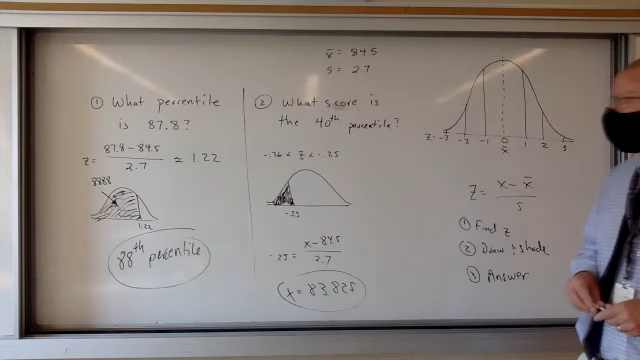 x̄ = 84.5
s = 2.7
① What percentile
is 87.8?
z = (87.8 - 84.5) / 2.7 ≈ 1.22
.8888
1.22
88th percentile
② What score is
the 40th percentile?
-.26 < z < -.25
-.25
-.25 = (x - 84.5) / 2.7
x = 83.825
z=-3 -2 -1 0 1 2 3
x̄
z = (x - x̄) / s
① Find z
② Draw & shade
③ Answer